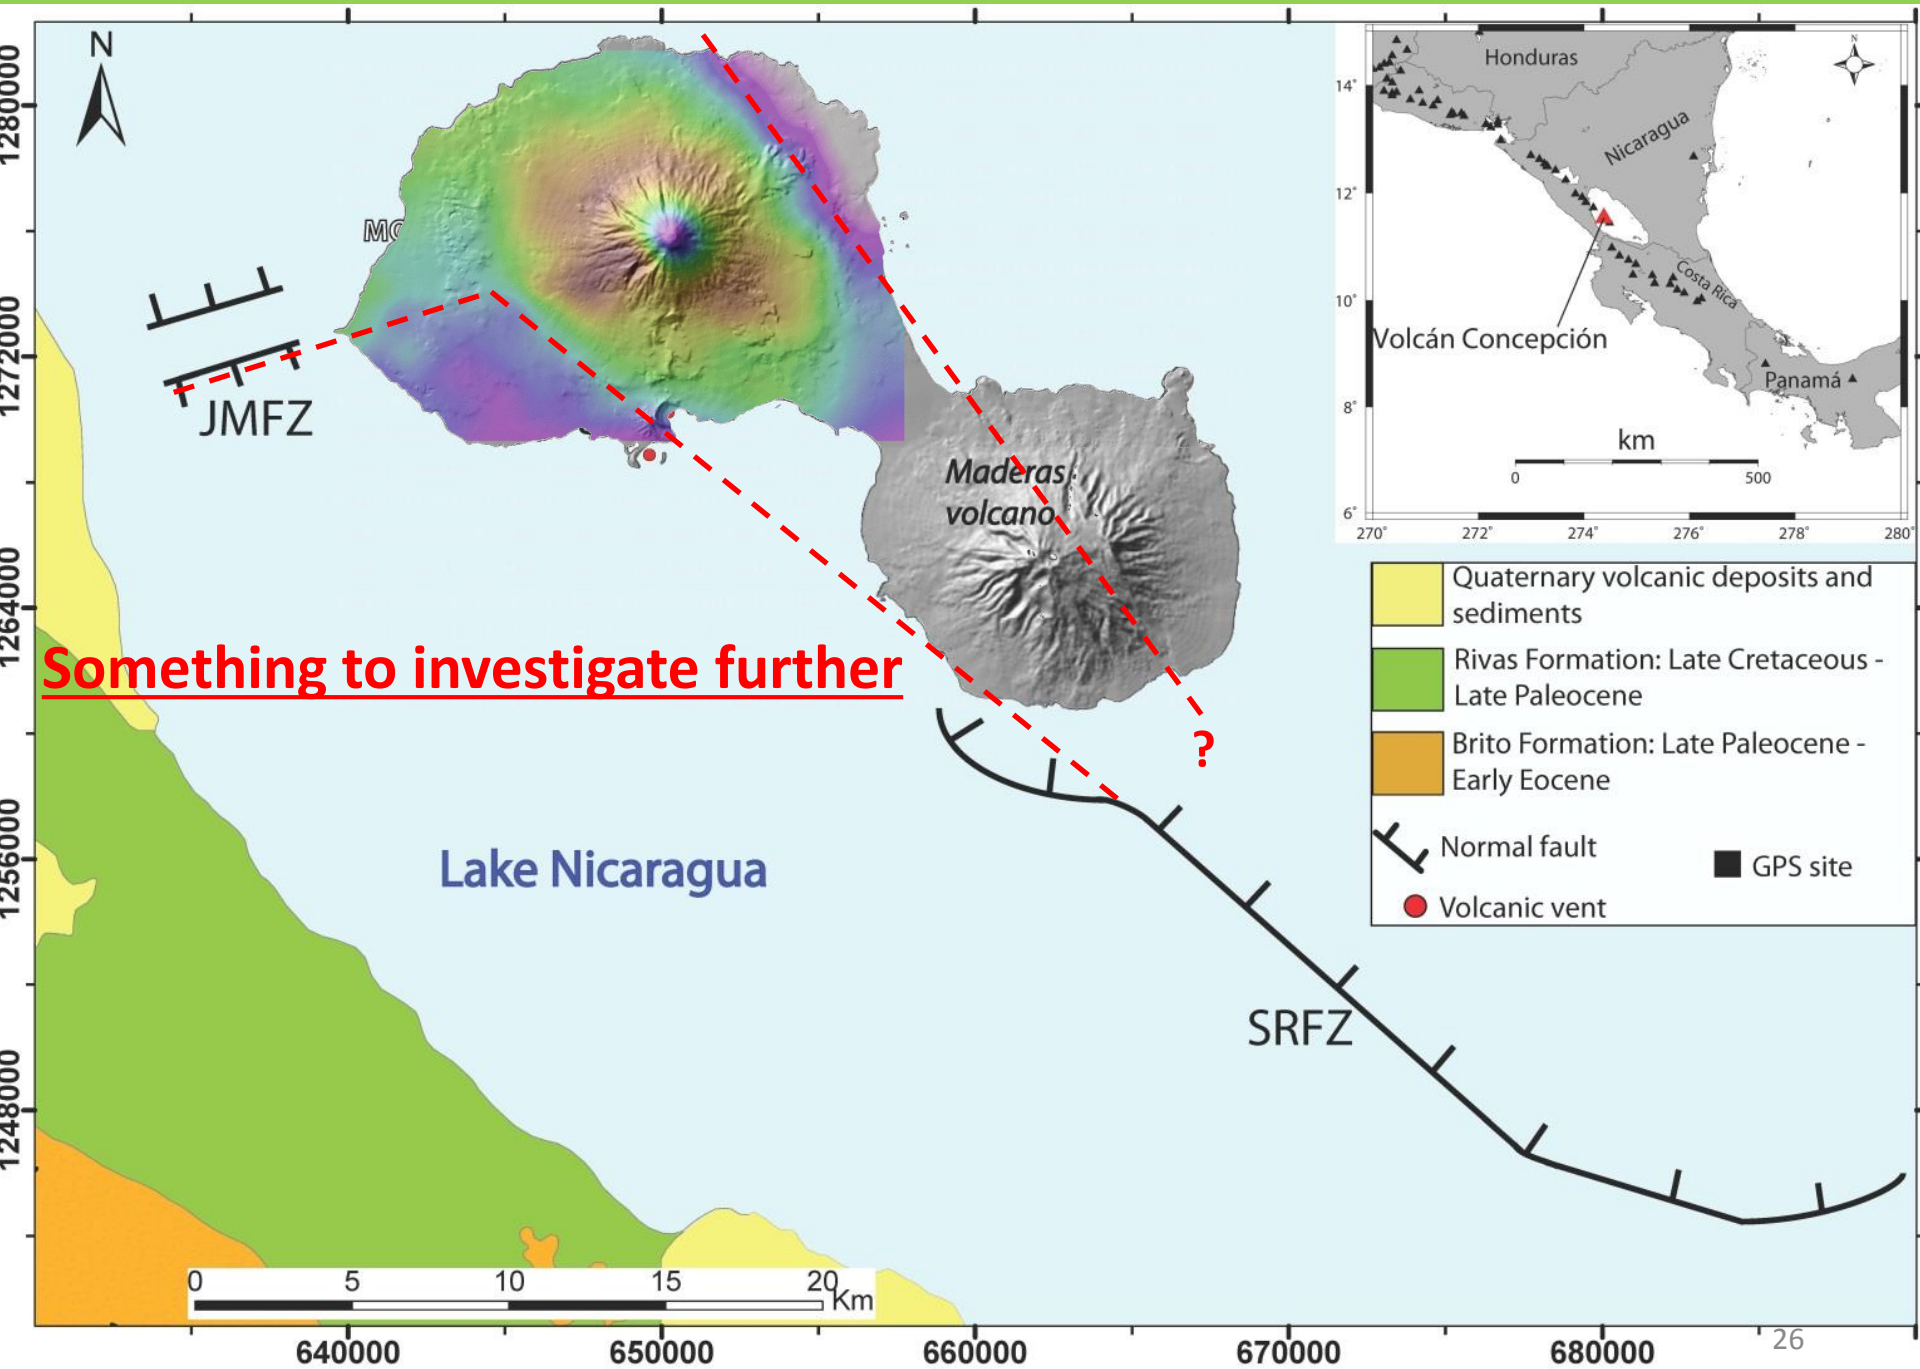 N
Honduras
Nicaragua
Costa Rica
Panamá
Volcán Concepción
14°
12°
10°
8°
6°
270°
272°
274°
276°
278°
280°
km
0
500
1280000
1272000
1264000
1256000
1248000
JMFZ
Maderas
volcano
Something to investigate further
?
Quaternary volcanic deposits and
sediments
Rivas Formation: Late Cretaceous -
Late Paleocene
Brito Formation: Late Paleocene -
Early Eocene
Normal fault
GPS site
Volcanic vent
Lake Nicaragua
SRFZ
0 5 10 15 20
Km
640000 650000 660000 670000 680000
26